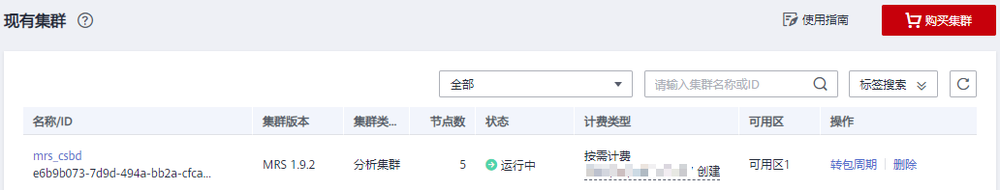 现有集群 ? 使用指南 购买集群
全部 请输入集群名称或ID 标签搜索
名称/ID 集群版本 集群类... 节点数 状态 计费类型 可用区 操作
mrs_csbd
e6b9b073-7d9d-494a-bb2a-cfca... MRS 1.9.2 分析集群 5 运行中 按需计费 可用区1 转包周期 删除
创建